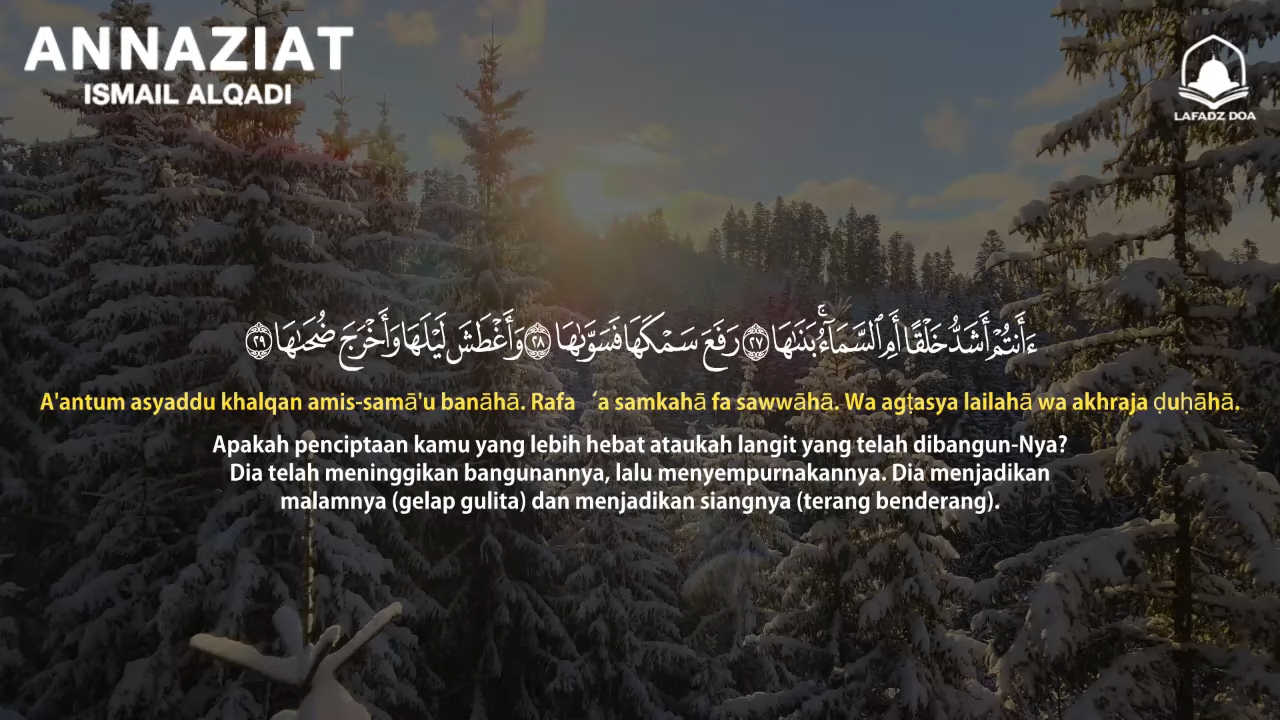 ANNAZIAT
ISMAIL ALQADI
LAFADZ DOA
ءَأَنتُمْ أَشَدُّ خَلْقًا أَمِ ٱلسَّمَآءُ ۚ بَنَىٰهَا ٢٧ رَفَعَ سَمْكَهَا فَسَوَّىٰهَا ٢٨ وَأَغْطَشَ لَيْلَهَا وَأَخْرَجَ ضُحَىٰهَا ٢٩
A'antum asyaddu khalqan amis-samā'u banāhā. Rafa ‘a samkahā fa sawwāhā. Wa agṭasya lailahā wa akhraja ḍuḥāhā.
Apakah penciptaan kamu yang lebih hebat ataukah langit yang telah dibangun-Nya?
Dia telah meninggikan bangunannya, lalu menyempurnakannya. Dia menjadikan
malamnya (gelap gulita) dan menjadikan siangnya (terang benderang).